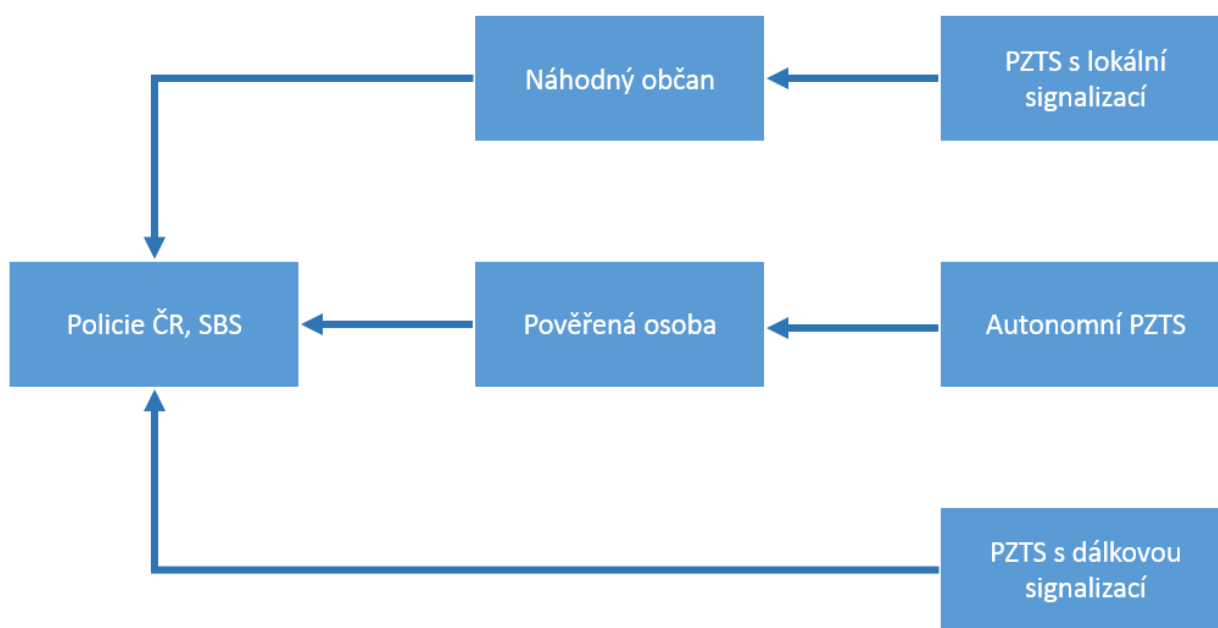 Náhodný občan
PZTS s lokální
signalizací
Policie ČR, SBS
Pověřená osoba
Autonomní PZTS
PZTS s dálkovou
signalizací